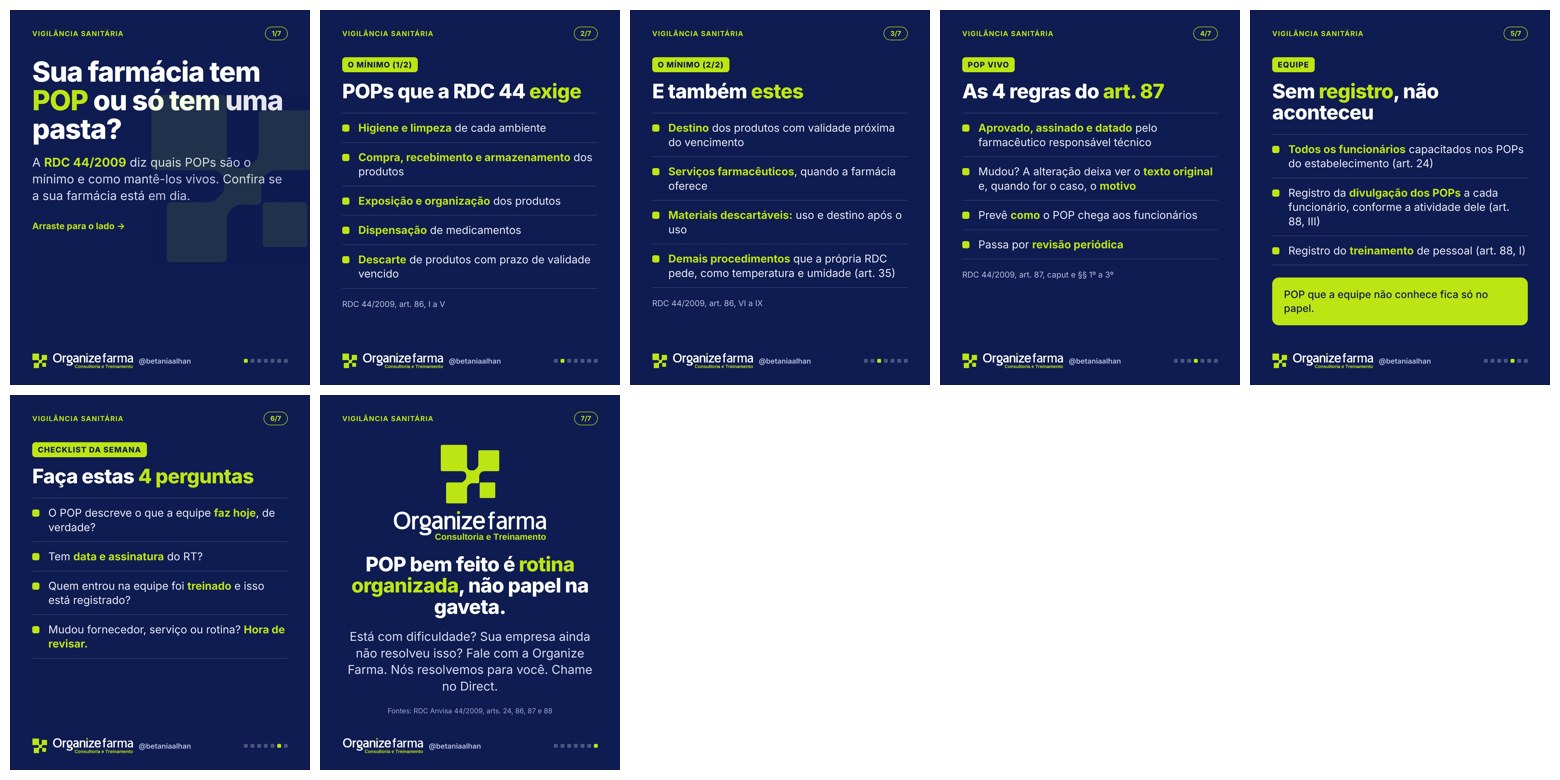 VIGILÂNCIA SANITÁRIA
1/7
Sua farmácia tem
POP ou só tem uma
pasta?
A RDC 44/2009 diz quais POPs são o
mínimo e como mantê-los vivos. Confira se
a sua farmácia está em dia.
Arraste para o lado →
Organizefarma
Consultoria e Treinamento
@betaniaalhan
VIGILÂNCIA SANITÁRIA
2/7
O MÍNIMO (1/2)
POPs que a RDC 44 exige
Higiene e limpeza de cada ambiente
Compra, recebimento e armazenamento dos
produtos
Exposição e organização dos produtos
Dispensação de medicamentos
Descarte de produtos com prazo de validade
vencido
RDC 44/2009, art. 86, I a V
Organizefarma
Consultoria e Treinamento
@betaniaalhan
VIGILÂNCIA SANITÁRIA
3/7
O MÍNIMO (2/2)
E também estes
Destino dos produtos com validade próxima
do vencimento
Serviços farmacêuticos, quando a farmácia
oferece
Materiais descartáveis: uso e destino após o
uso
Demais procedimentos que a própria RDC
pede, como temperatura e umidade (art. 35)
RDC 44/2009, art. 86, VI a IX
Organizefarma
Consultoria e Treinamento
@betaniaalhan
VIGILÂNCIA SANITÁRIA
4/7
POP VIVO
As 4 regras do art. 87
Aprovado, assinado e datado pelo
farmacêutico responsável técnico
Mudou? A alteração deixa ver o texto original
e, quando for o caso, o motivo
Prevê como o POP chega aos funcionários
Passa por revisão periódica
RDC 44/2009, art. 87, caput e §§ 1º a 3º
Organizefarma
Consultoria e Treinamento
@betaniaalhan
VIGILÂNCIA SANITÁRIA
5/7
EQUIPE
Sem registro, não
aconteceu
Todos os funcionários capacitados nos POPs
do estabelecimento (art. 24)
Registro da divulgação dos POPs a cada
funcionário, conforme a atividade dele (art.
88, III)
Registro do treinamento de pessoal (art. 88, I)
POP que a equipe não conhece fica só no
papel.
Organizefarma
Consultoria e Treinamento
@betaniaalhan
VIGILÂNCIA SANITÁRIA
6/7
CHECKLIST DA SEMANA
Faça estas 4 perguntas
O POP descreve o que a equipe faz hoje, de
verdade?
Tem data e assinatura do RT?
Quem entrou na equipe foi treinado e isso
está registrado?
Mudou fornecedor, serviço ou rotina? Hora de
revisar.
Organizefarma
Consultoria e Treinamento
@betaniaalhan
VIGILÂNCIA SANITÁRIA
7/7
Organizefarma
Consultoria e Treinamento
POP bem feito é rotina
organizada, não papel na
gaveta.
Está com dificuldade? Sua empresa ainda
não resolveu isso? Fale com a Organize
Farma. Nós resolvemos para você. Chame
no Direct.
Fontes: RDC Anvisa 44/2009, arts. 24, 86, 87 e 88
Organizefarma
Consultoria e Treinamento
@betaniaalhan